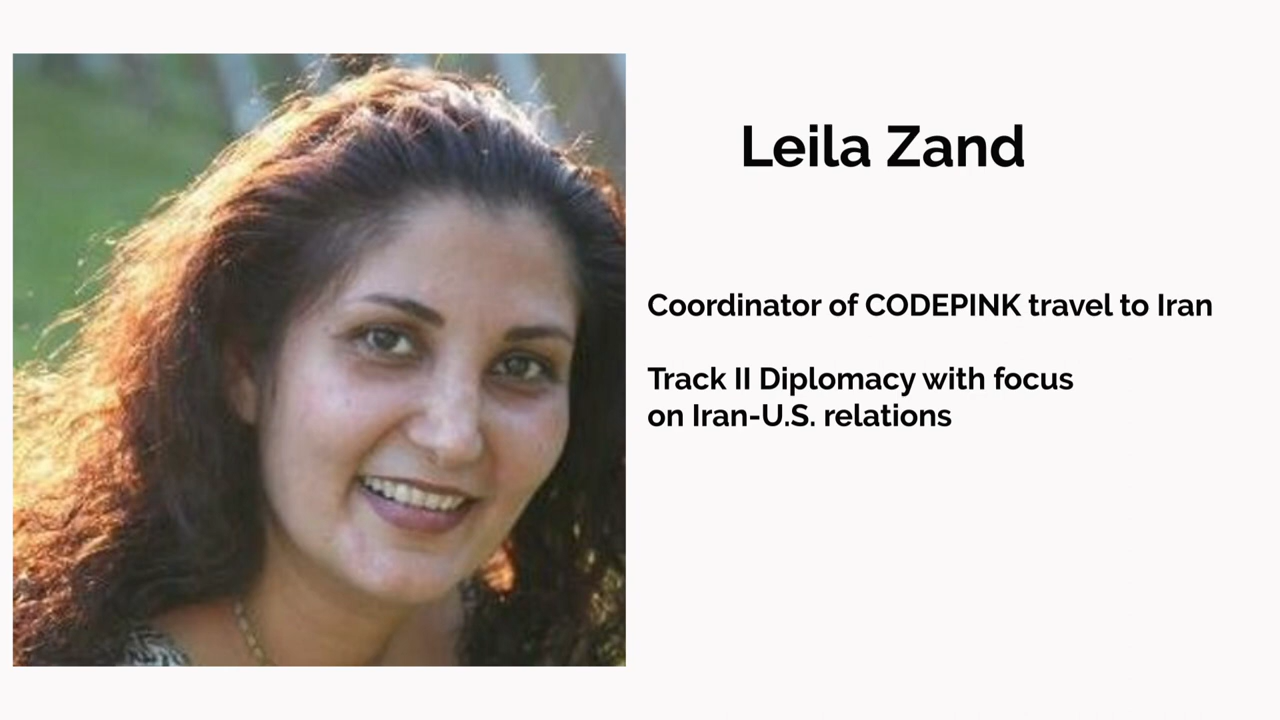 Leila Zand
Coordinator of CODEPINK travel to Iran
Track II Diplomacy with focus
on Iran-U.S. relations